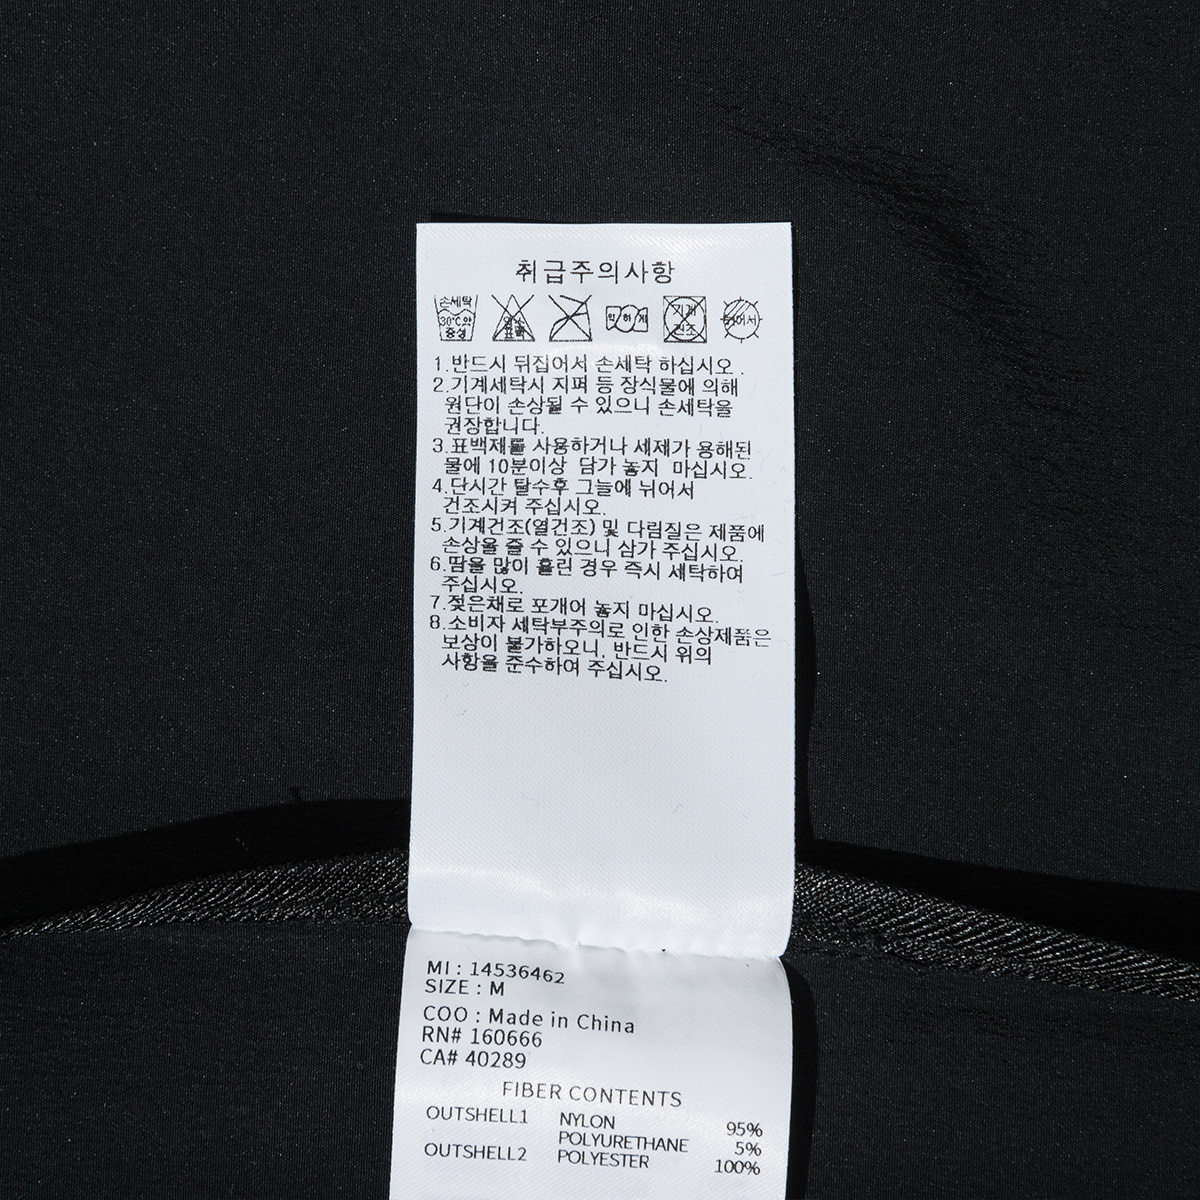 취급주의사항
손세탁
30℃약
중성
약하게
기계
건조
뉘어서
1.반드시 뒤집어서 손세탁 하십시오.
2.기계세탁시 지퍼 등 장식물에 의해
원단이 손상될 수 있으니 손세탁을
권장합니다.
3.표백제를 사용하거나 세제가 용해된
물에 10분이상 담가 놓지 마십시오.
4.단시간 탈수후 그늘에 뉘어서
건조시켜 주십시오.
5.기계건조(열건조) 및 다림질은 제품에
손상을 줄 수 있으니 삼가 주십시오.
6.땀을 많이 흘린 경우 즉시 세탁하여
주십시오.
7.젖은채로 포개어 놓지 마십시오.
8.소비자 세탁부주의로 인한 손상제품은
보상이 불가하오니, 반드시 위의
사항을 준수하여 주십시오.
MI : 14536462
SIZE : M
COO : Made in China
RN# 160666
CA# 40289
FIBER CONTENTS
OUTSHELL1 NYLON 95%
POLYURETHANE 5%
OUTSHELL2 POLYESTER 100%